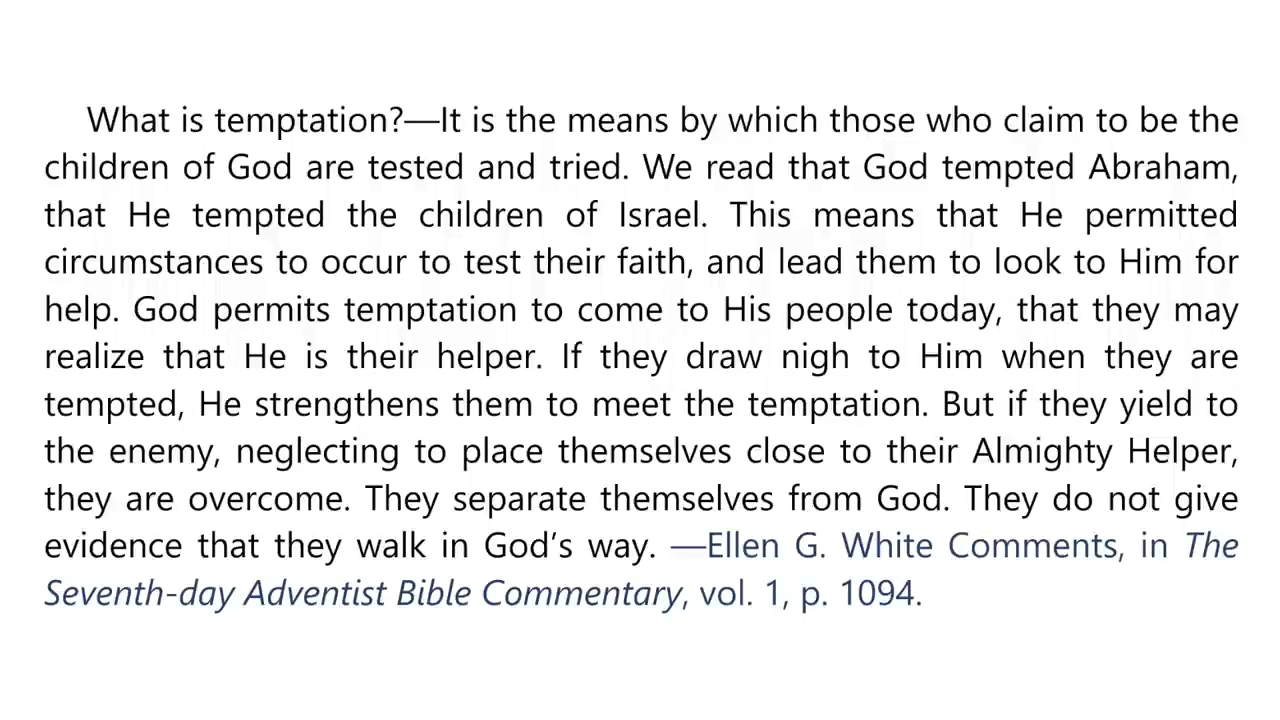 What is temptation?—It is the means by which those who claim to be the
children of God are tested and tried. We read that God tempted Abraham,
that He tempted the children of Israel. This means that He permitted
circumstances to occur to test their faith, and lead them to look to Him for
help. God permits temptation to come to His people today, that they may
realize that He is their helper. If they draw nigh to Him when they are
tempted, He strengthens them to meet the temptation. But if they yield to
the enemy, neglecting to place themselves close to their Almighty Helper,
they are overcome. They separate themselves from God. They do not give
evidence that they walk in God’s way. —Ellen G. White Comments, in The
Seventh-day Adventist Bible Commentary, vol. 1, p. 1094.